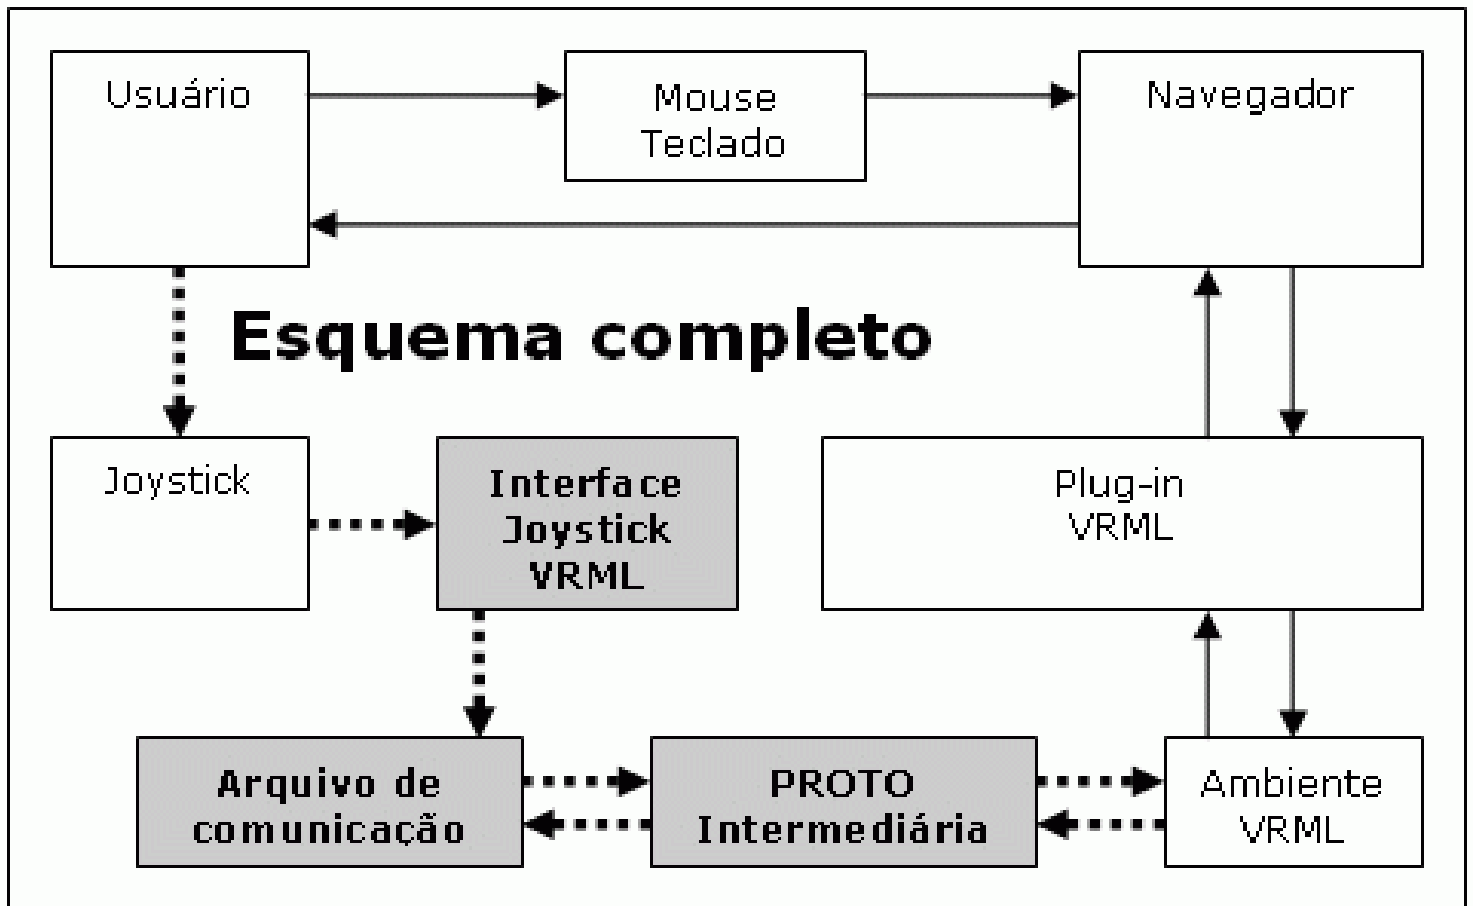 Usuário
Mouse
Teclado
Navegador
Esquema completo
Joystick
Interface
Joystick
VRML
Plug-in
VRML
Arquivo de
comunicação
PROTO
Intermediária
Ambiente
VRML